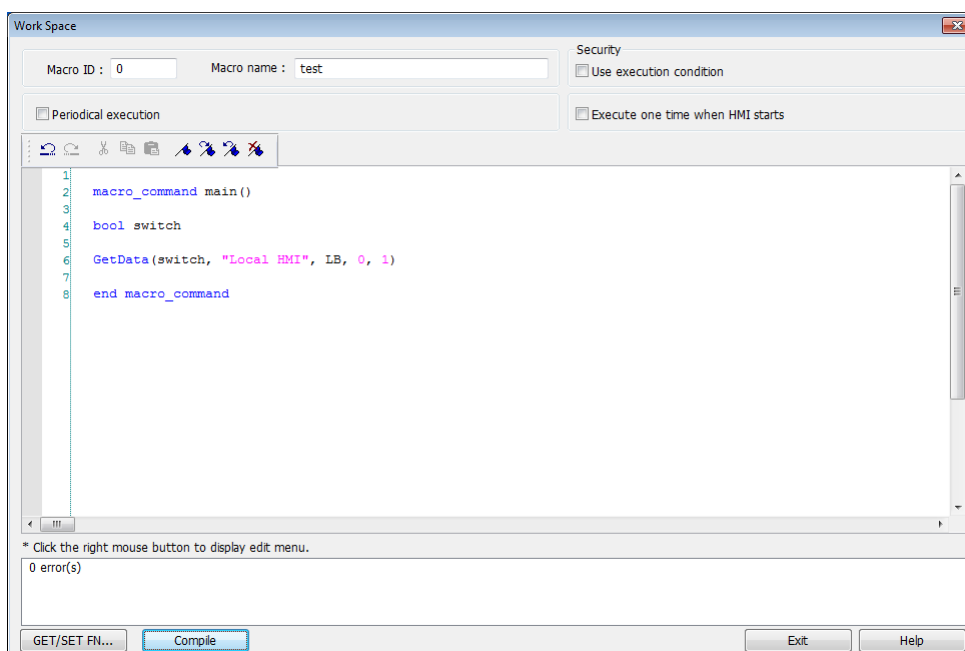 Work Space
Macro ID : 0
Macro name : test
Security
Use execution condition
Periodical execution
Execute one time when HMI starts
1
2 macro_command main()
3
4 bool switch
5
6 GetData(switch, "Local HMI", LB, 0, 1)
7
8 end macro_command
* Click the right mouse button to display edit menu.
0 error(s)
GET/SET FN... Compile Exit Help